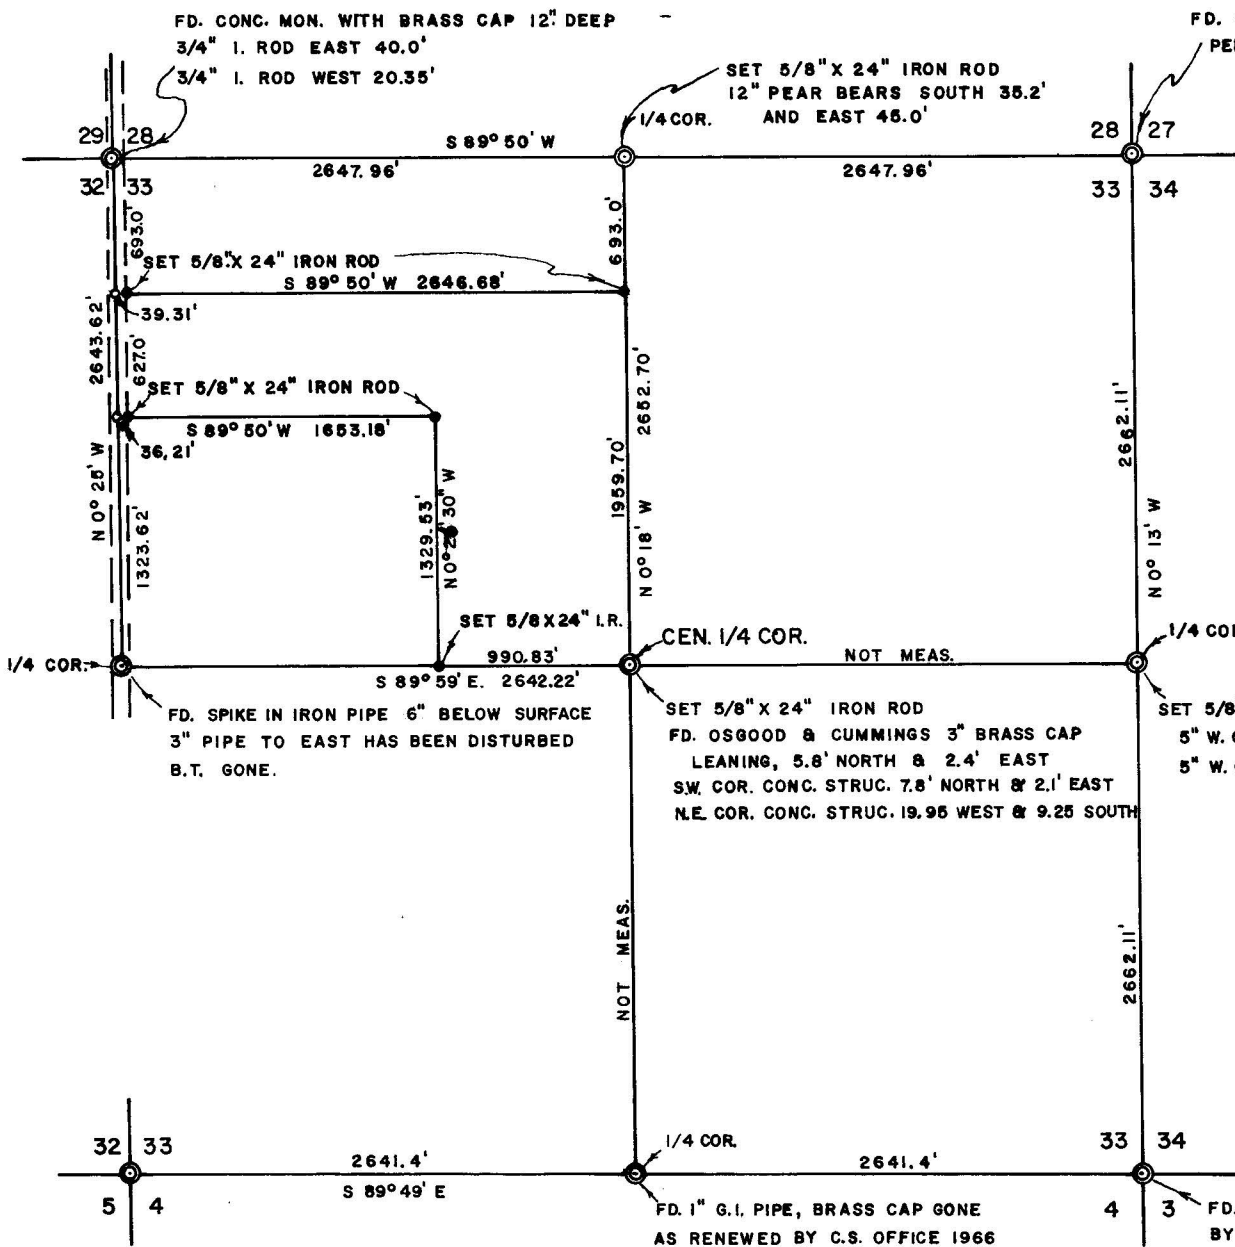 FD. CONC. MON. WITH BRASS CAP 12" DEEP
3/4" I. ROD EAST 40.0'
3/4" I. ROD WEST 20.35'
FD.
SET 5/8" X 24" IRON ROD
12" PEAR BEARS SOUTH 35.2'
AND EAST 45.0'
1/4 COR.
29 28
32 33
S 89° 50' W
2647.96'
2647.96'
28 27
33 34
693.0'
693.0'
SET 5/8" X 24" IRON ROD
S 89° 50' W 2646.68'
39.31'
2643.62'
627.0'
SET 5/8" X 24" IRON ROD
S 89° 50' W 1653.18'
36.21'
N 0° 25' W
1323.62'
1329.53'
1959.70'
2652.70'
N 0° 18' W
2662.11'
N 0° 13' W
SET 5/8 X 24" I.R.
CEN. 1/4 COR.
1/4 COR.
990.83'
S 89° 59' E. 2642.22'
NOT MEAS.
FD. SPIKE IN IRON PIPE 6" BELOW SURFACE
3" PIPE TO EAST HAS BEEN DISTURBED
B.T. GONE.
SET 5/8" X 24" IRON ROD
FD. OSGOOD & CUMMINGS 3" BRASS CAP
LEANING, 5.8' NORTH & 2.4' EAST
S.W. COR. CONC. STRUC. 7.8' NORTH & 2.1' EAST
N.E. COR. CONC. STRUC. 19.95 WEST & 9.25 SOUTH
SET 5/8
5" W.
5" W.
NOT MEAS.
2662.11'
32 33
5 4
2641.4'
S 89° 49' E
1/4 COR.
2641.4'
33 34
4 3
FD. 1" G.I. PIPE, BRASS CAP GONE
AS RENEWED BY C.S. OFFICE 1966
FD.
BY